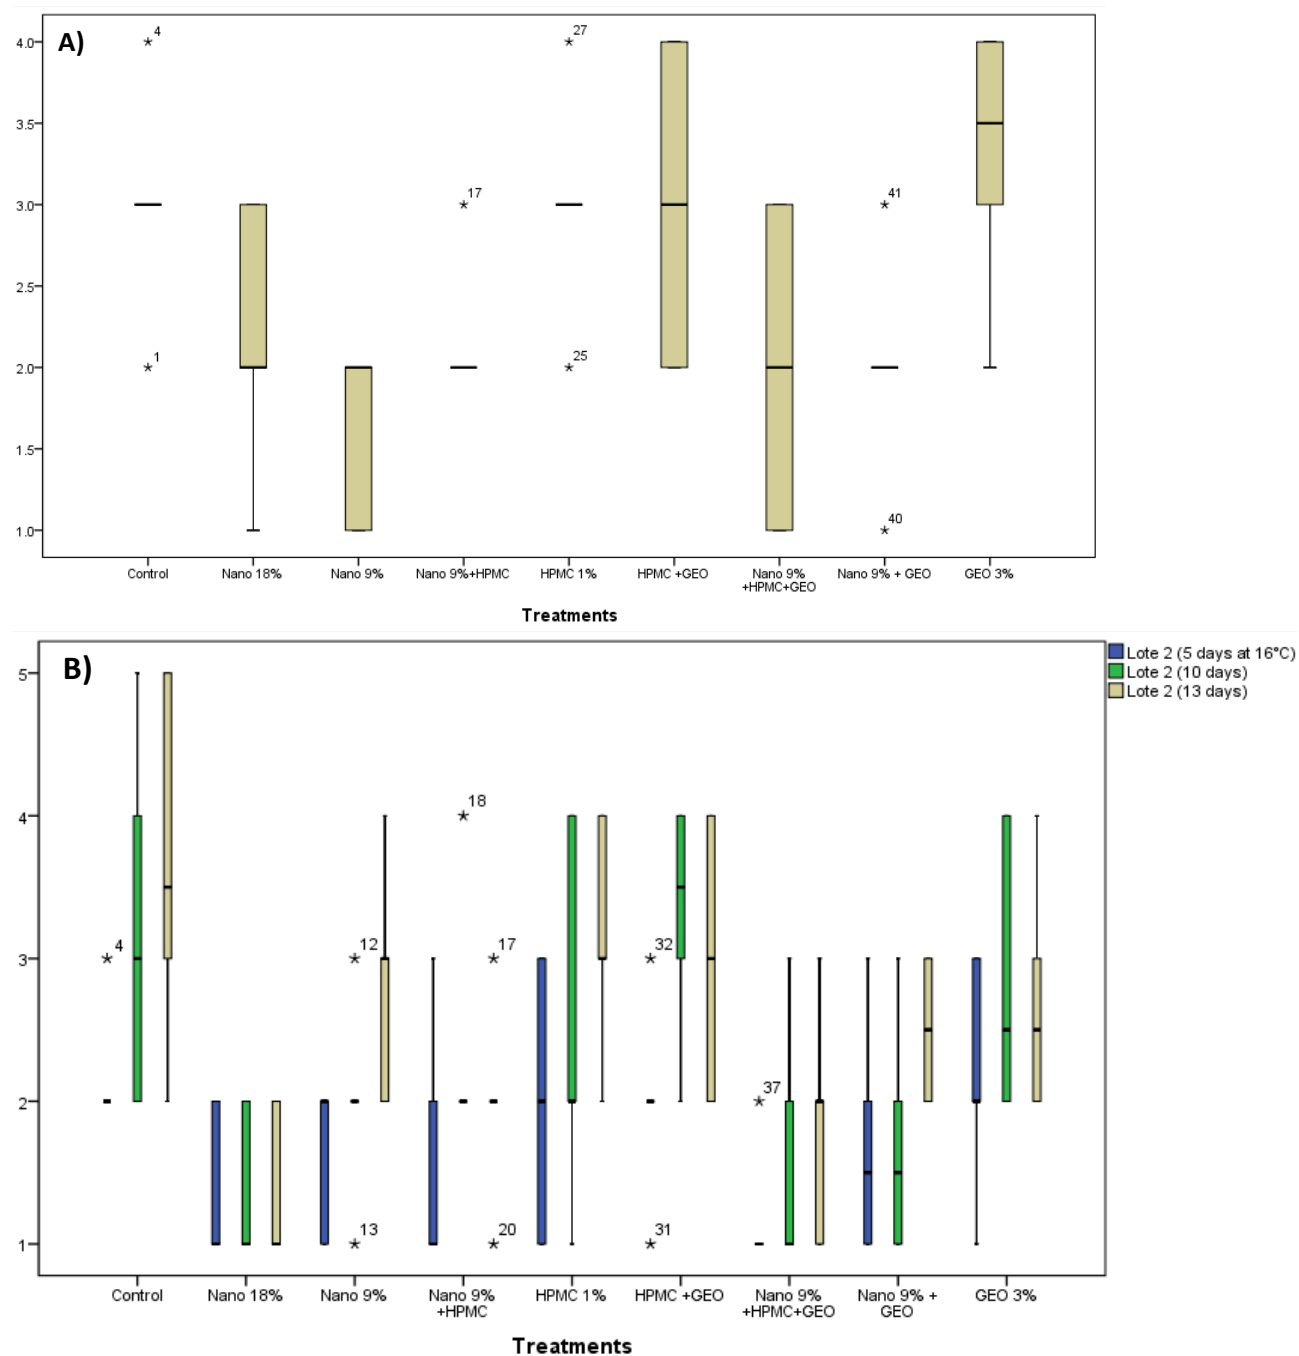 A)
4.0
3.5
3.0
2.5
2.0
1.5
1.0
4
1
17
27
25
41
40
Control
Nano 18%
Nano 9%
Nano 9%+HPMC
HPMC 1%
HPMC +GEO
Nano 9%
+HPMC+GEO
Nano 9% + GEO
GEO 3%
Treatments
B)
Lote 2 (5 days at 16°C)
Lote 2 (10 days)
Lote 2 (13 days)
5
4
3
2
1
4
12
13
18
17
20
32
31
37
Control
Nano 18%
Nano 9%
Nano 9%
+HPMC
HPMC 1%
HPMC +GEO
Nano 9%
+HPMC+GEO
Nano 9% +
GEO
GEO 3%
Treatments